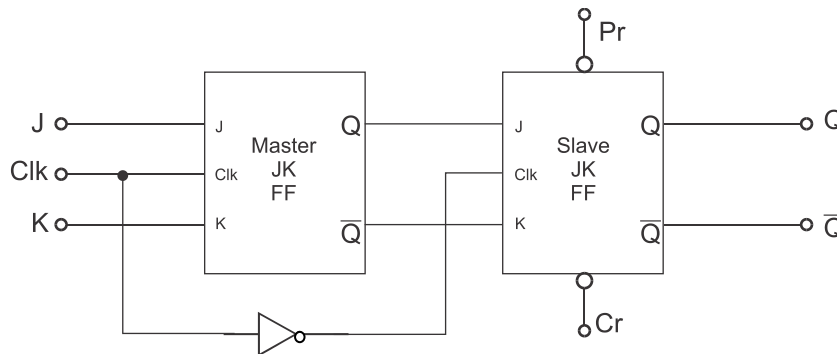 Pr
J
J
Q
J
Q
Q
Master
JK
FF
Slave
JK
FF
Clk
Clk
Clk
K
K
Q̅
K
Q̅
Q̅
Cr